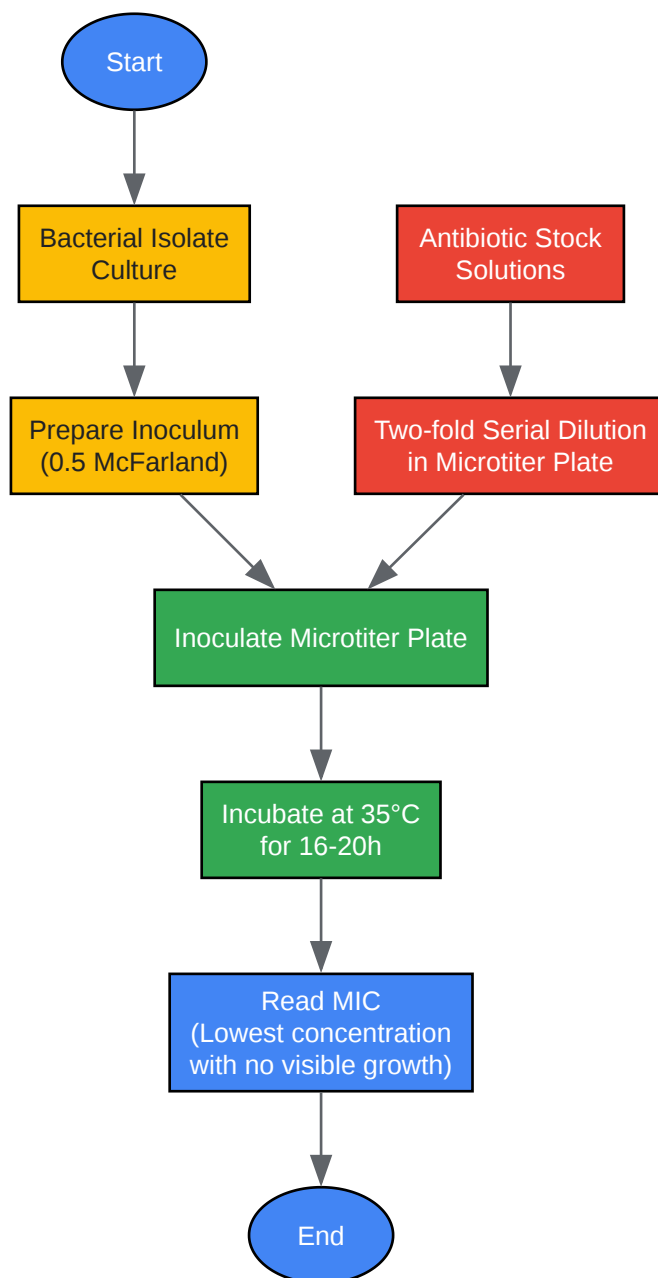 Start
Bacterial Isolate
Culture
Antibiotic Stock
Solutions
Prepare Inoculum
(0.5 McFarland)
Two-fold Serial Dilution
in Microtiter Plate
Inoculate Microtiter Plate
Incubate at 35°C
for 16-20h
Read MIC
(Lowest concentration
with no visible growth)
End